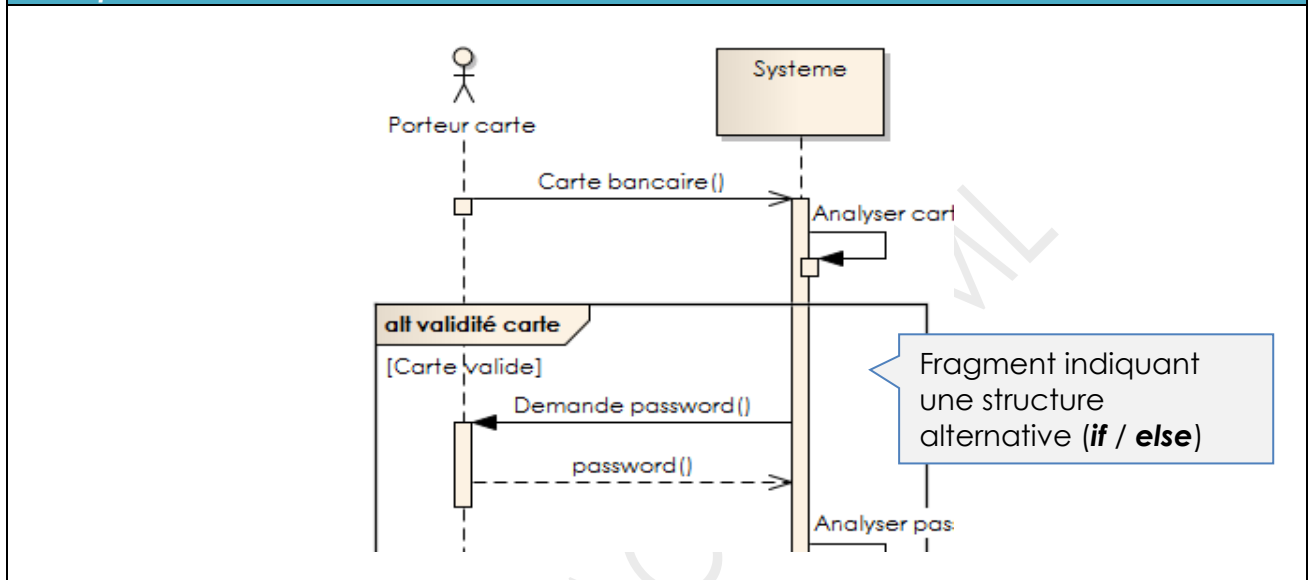 Systeme
Porteur carte
Carte bancaire()
Analyser cart
alt validité carte
[Carte valide]
Fragment indiquant
une structure
alternative (if / else)
Demande password()
password()
Analyser pas